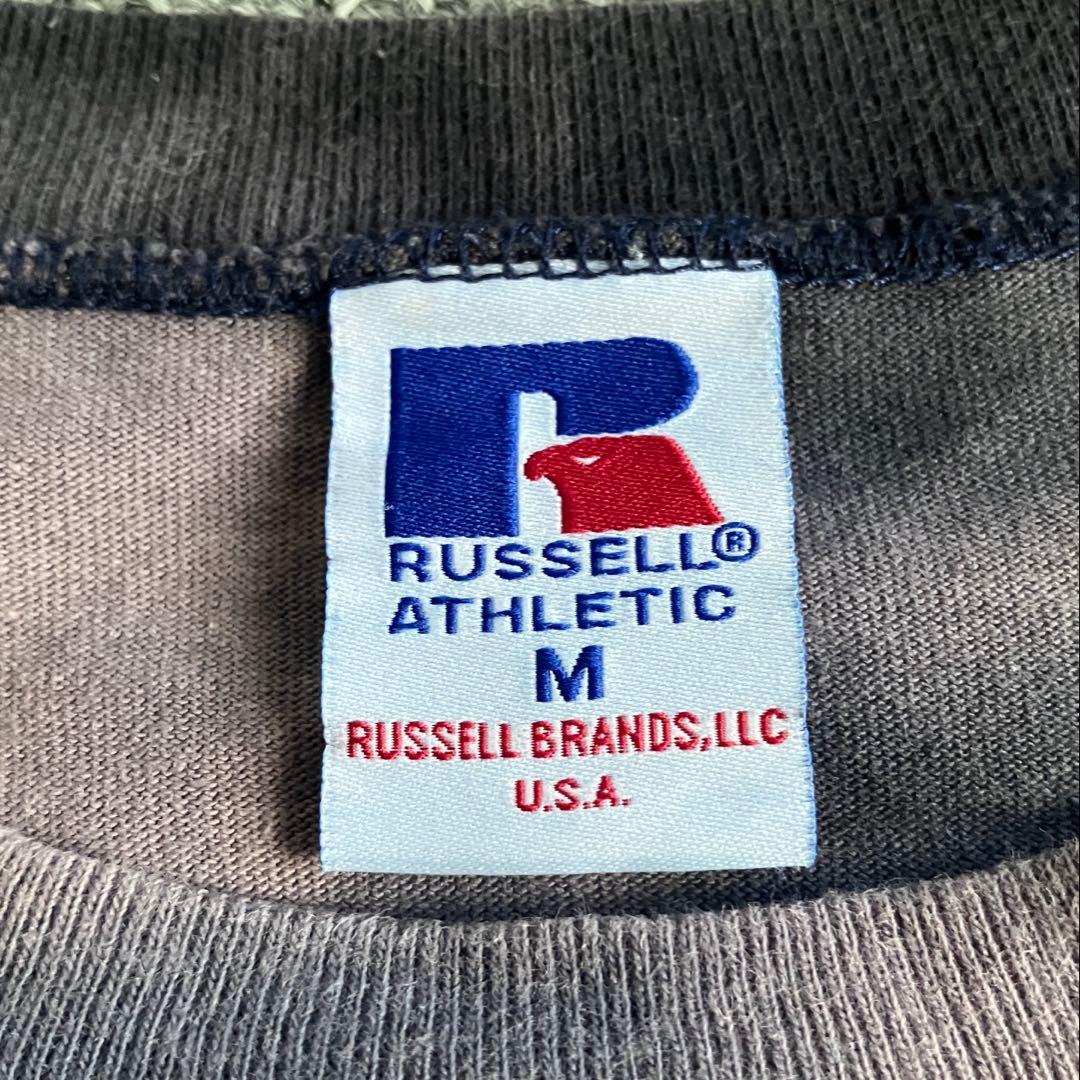 RUSSELL®
ATHLETIC
M
RUSSELL BRANDS,LLC
U.S.A.